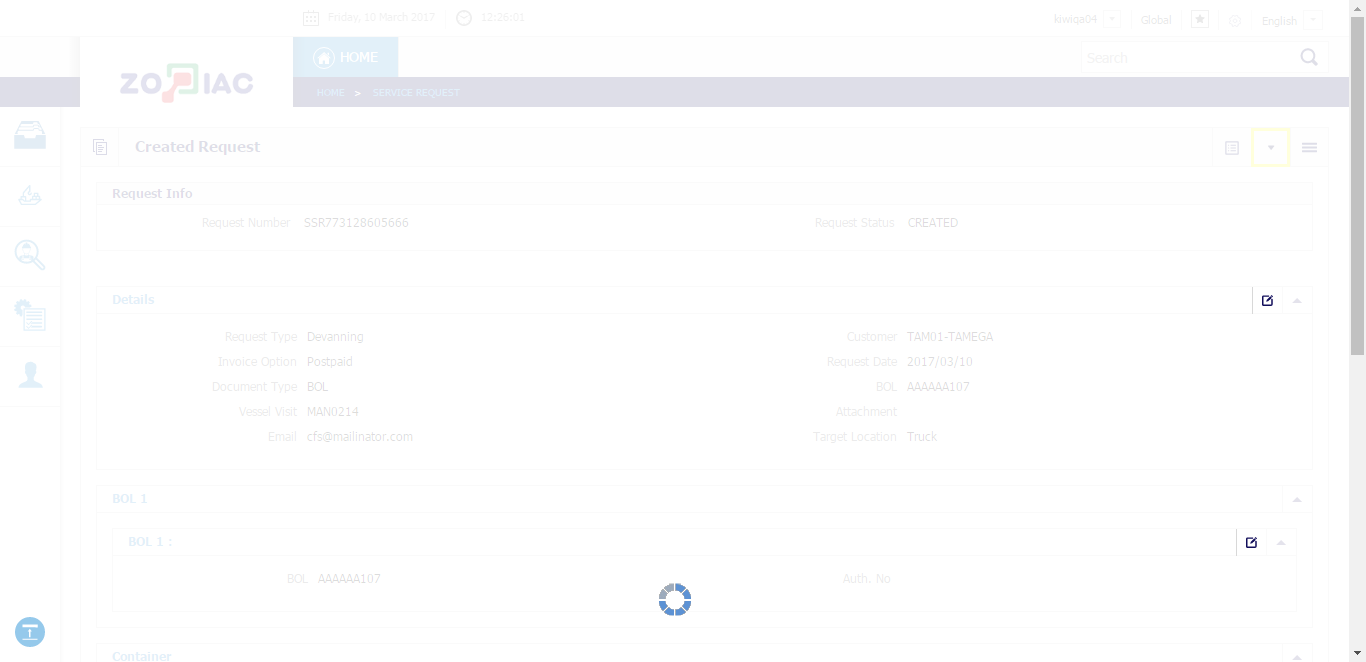 Friday, 10 March 2017 12:26:01 kiwioa04 Global English
HOME Search
ZODIAC
HOME > SERVICE REQUEST
Created Request
Request Info
Request Number SSR773128605666 Request Status CREATED
Details
Request Type Devanning Customer TAM01-TAMEGA
Invoice Option Postpaid Request Date 2017/03/10
Document Type BOL BOL AAAAAA107
Vessel Visit MAN0214 Attachment
Email cfs@mailinator.com Target Location Truck
BOL 1
BOL 1 :
BOL AAAAAA107 Auth. No
Container